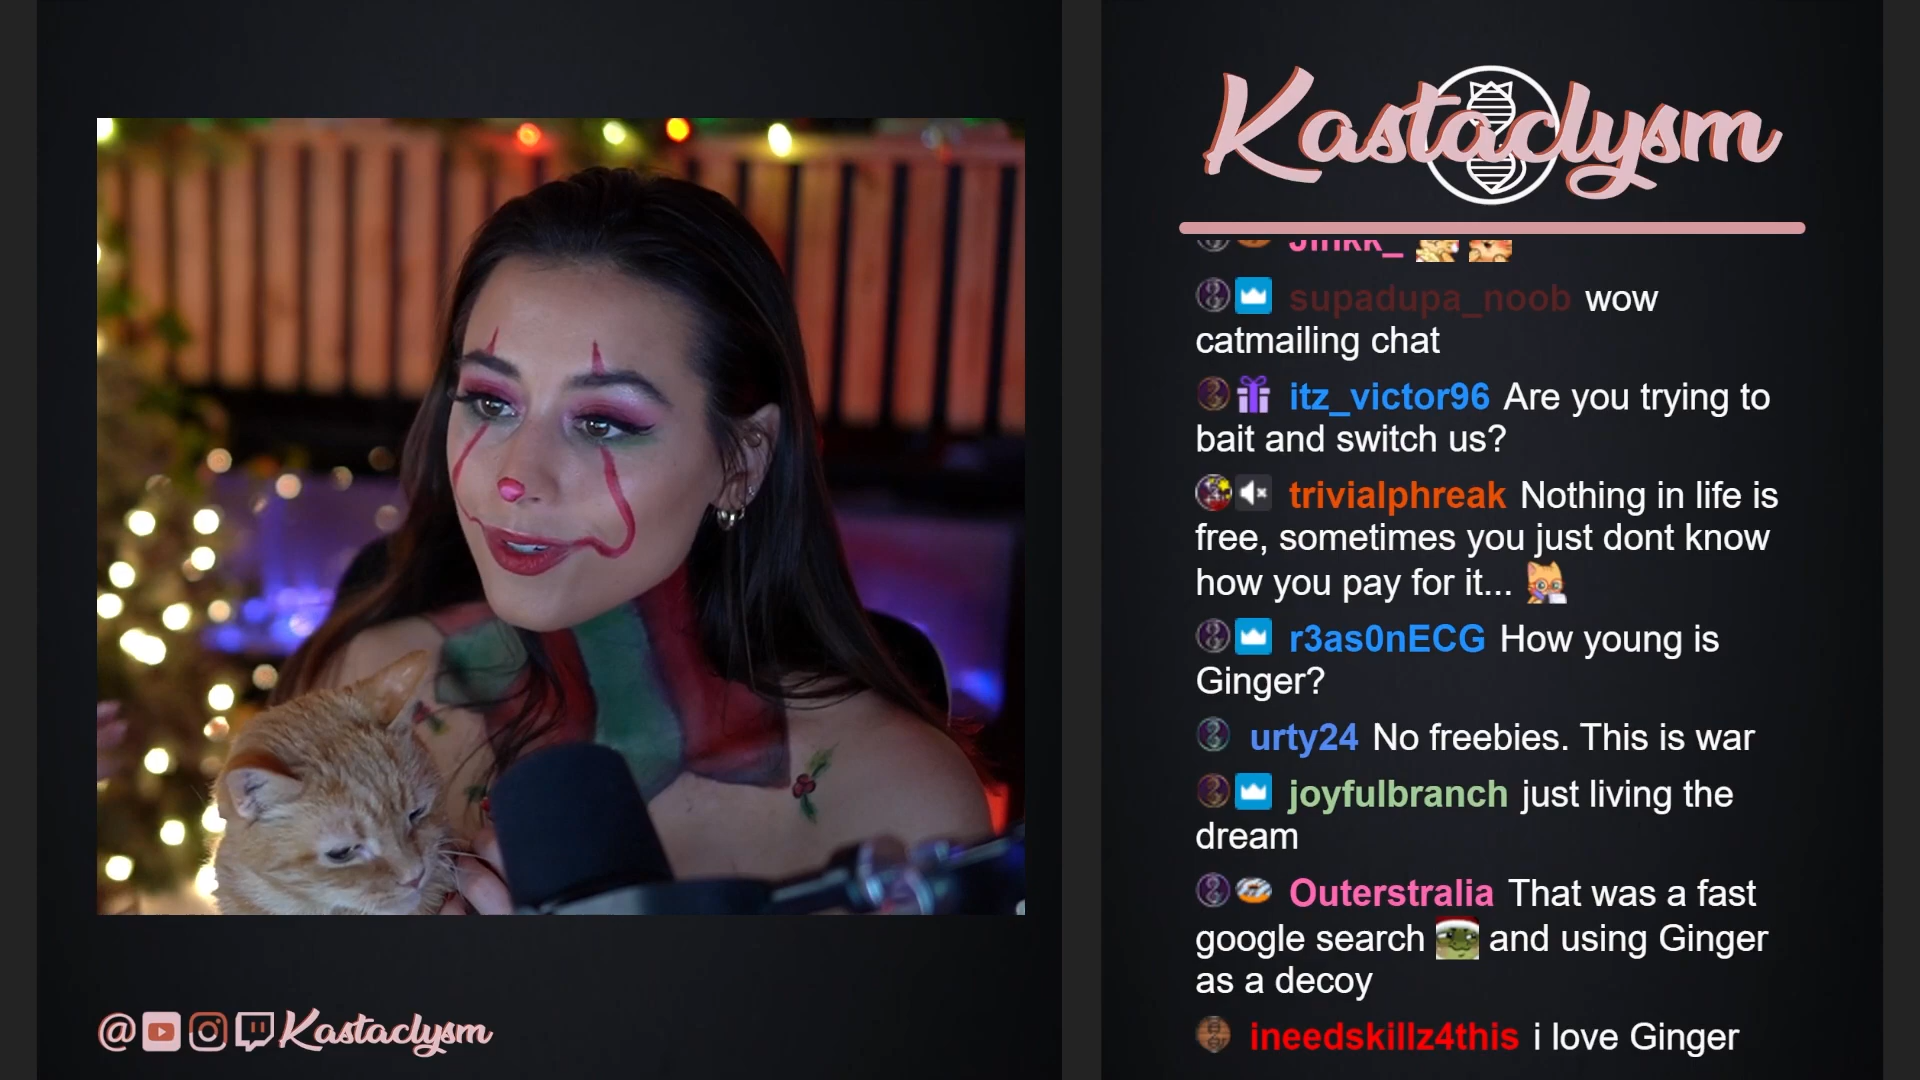 Kastaclysm
supadupa_noob wow
catmailing chat
itz_victor96 Are you trying to
bait and switch us?
trivialphreak Nothing in life is
free, sometimes you just dont know
how you pay for it...
r3as0nECG How young is
Ginger?
urty24 No freebies. This is war
joyfulbranch just living the
dream
Outerstralia That was a fast
google search and using Ginger
as a decoy
ineedskillz4this i love Ginger
@ Kastaclysm